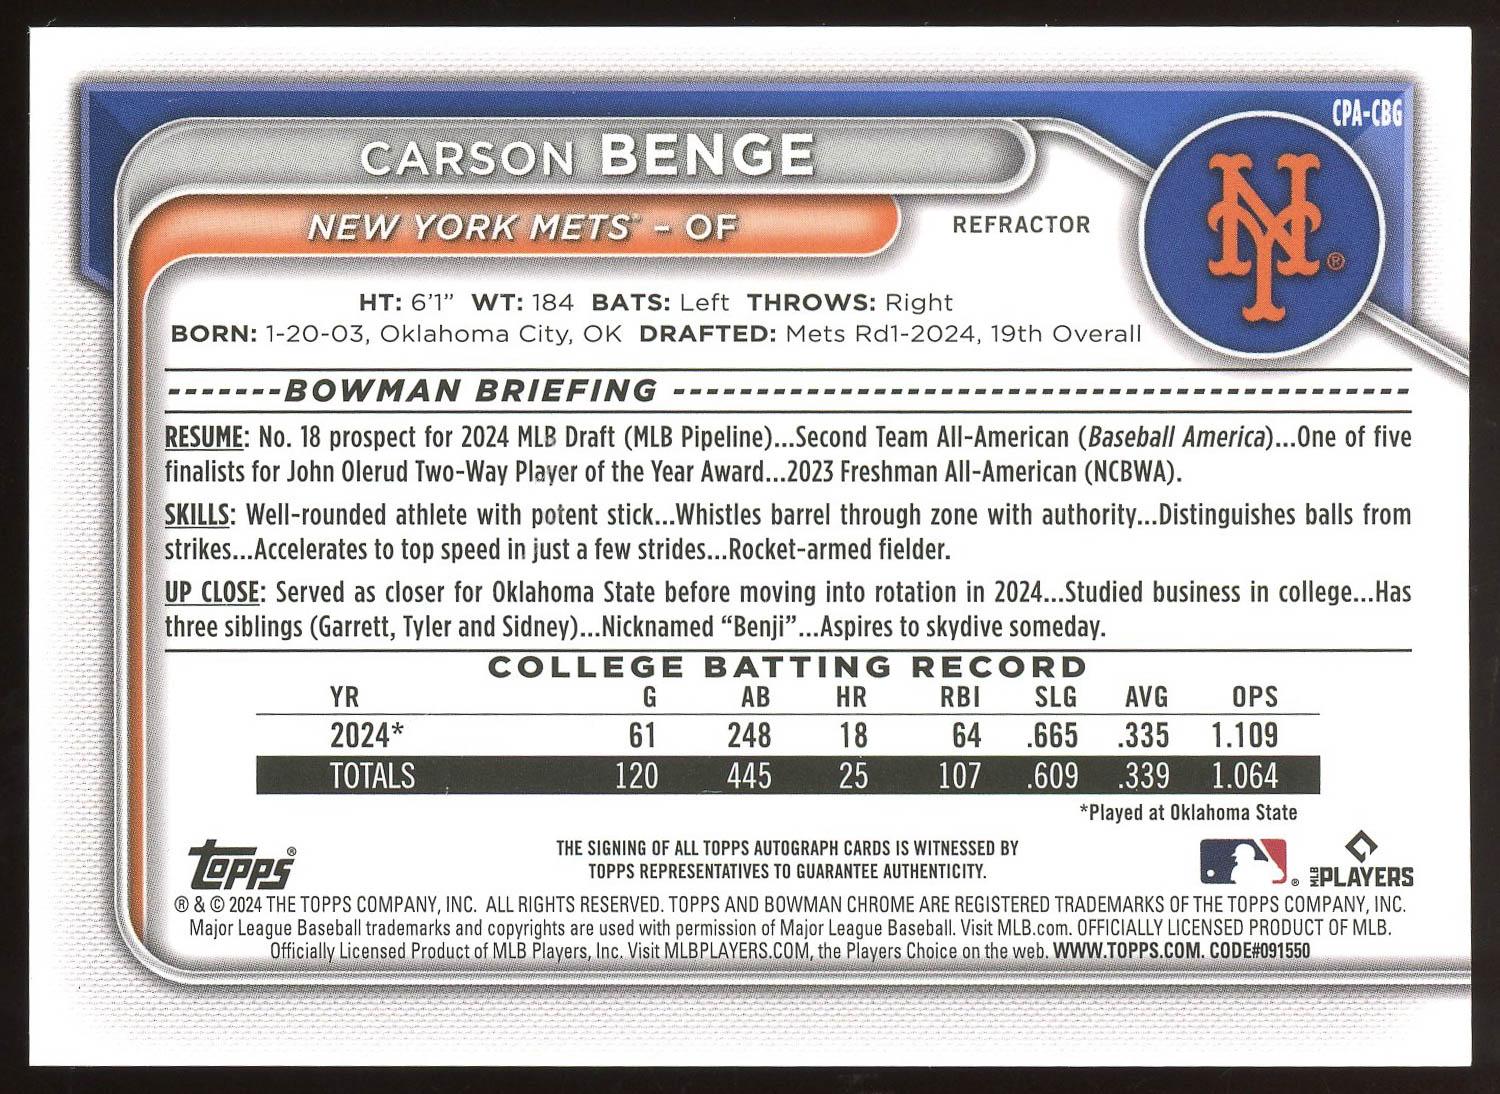 CPA-CBG
CARSON BENGE
NEW YORK METS - OF
REFRACTOR
NY ®
HT: 6'1” WT: 184 BATS: Left THROWS: Right
BORN: 1-20-03, Oklahoma City, OK DRAFTED: Mets Rd1-2024, 19th Overall
-------BOWMAN BRIEFING --------------------------------
RESUME: No. 18 prospect for 2024 MLB Draft (MLB Pipeline)...Second Team All-American (Baseball America)...One of five
finalists for John Olerud Two-Way Player of the Year Award...2023 Freshman All-American (NCBWA).
SKILLS: Well-rounded athlete with potent stick...Whistles barrel through zone with authority...Distinguishes balls from
strikes...Accelerates to top speed in just a few strides...Rocket-armed fielder.
UP CLOSE: Served as closer for Oklahoma State before moving into rotation in 2024...Studied business in college...Has
three siblings (Garrett, Tyler and Sidney)...Nicknamed “Benji”...Aspires to skydive someday.
COLLEGE BATTING RECORD
YR G AB HR RBI SLG AVG OPS
2024* 61 248 18 64 .665 .335 1.109
TOTALS 120 445 25 107 .609 .339 1.064
*Played at Oklahoma State
topps®
THE SIGNING OF ALL TOPPS AUTOGRAPH CARDS IS WITNESSED BY
TOPPS REPRESENTATIVES TO GUARANTEE AUTHENTICITY.
®
MLB PLAYERS
® & © 2024 THE TOPPS COMPANY, INC. ALL RIGHTS RESERVED. TOPPS AND BOWMAN CHROME ARE REGISTERED TRADEMARKS OF THE TOPPS COMPANY, INC.
Major League Baseball trademarks and copyrights are used with permission of Major League Baseball. Visit MLB.com. OFFICIALLY LICENSED PRODUCT OF MLB.
Officially Licensed Product of MLB Players, Inc. Visit MLBPLAYERS.COM, the Players Choice on the web. WWW.TOPPS.COM. CODE#091550